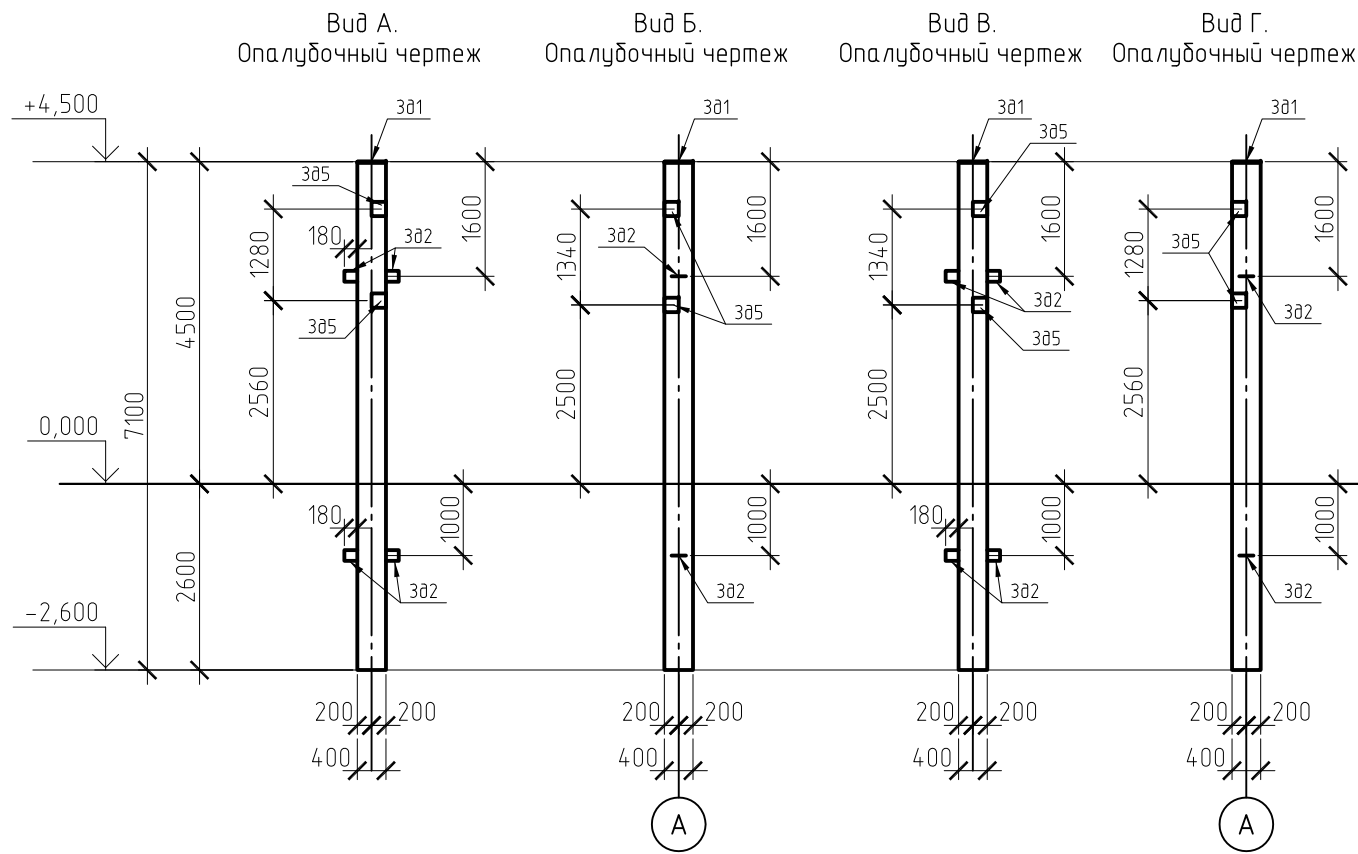 Вид А.
Опалубочный чертеж
Вид Б.
Опалубочный чертеж
Вид В.
Опалубочный чертеж
Вид Г.
Опалубочный чертеж
+4,500
0,000
-2,600
7100
4500
2600
Зд1
Зд5
1280
180
Зд2
1600
Зд5
2560
180
1000
Зд2
200
200
400
Зд1
1340
Зд2
1600
Зд5
2500
1000
Зд2
200
200
400
А
Зд1
Зд5
1340
1600
Зд2
Зд5
2500
180
1000
Зд2
200
200
400
Зд1
1280
Зд5
1600
Зд2
2560
1000
Зд2
200
200
400
А